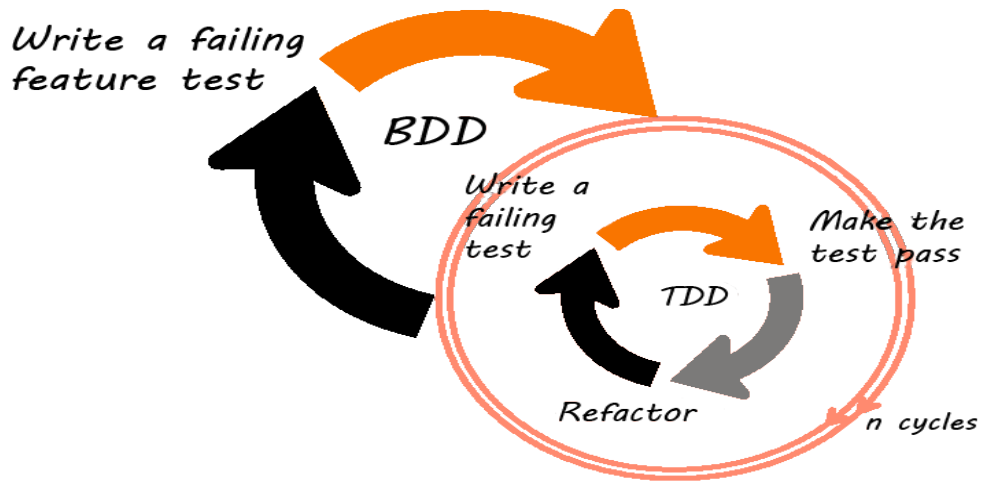 Write a failing
feature test
BDD
Write a
failing
test
Make the
test pass
TDD
Refactor
n cycles